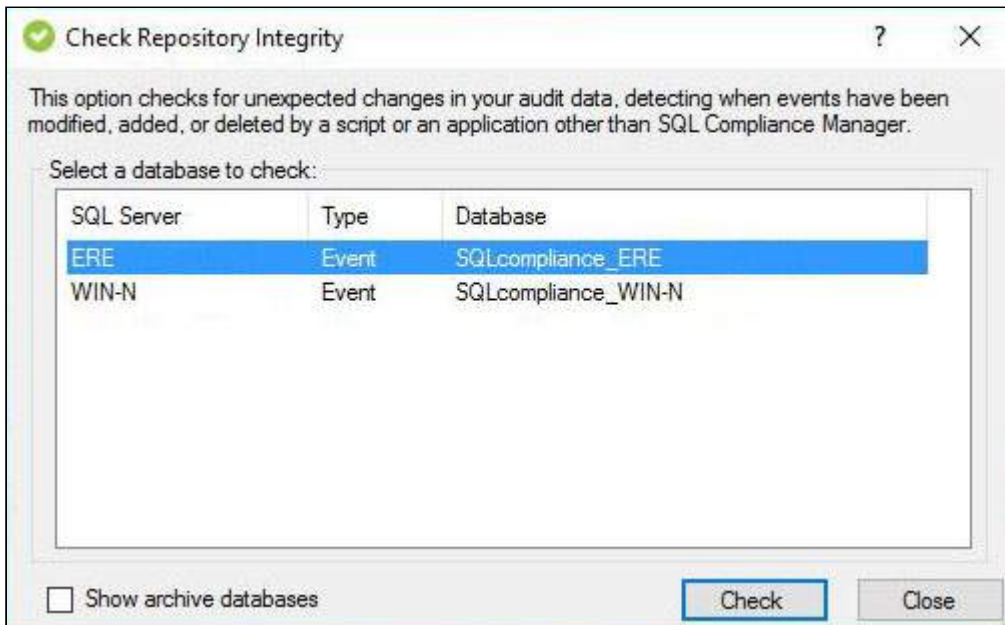 Check Repository Integrity ? ×
This option checks for unexpected changes in your audit data, detecting when events have been
modified, added, or deleted by a script or an application other than SQL Compliance Manager.
Select a database to check:
SQL Server Type Database
ERE Event SQLcompliance_ERE
WIN-N Event SQLcompliance_WIN-N
Show archive databases Check Close